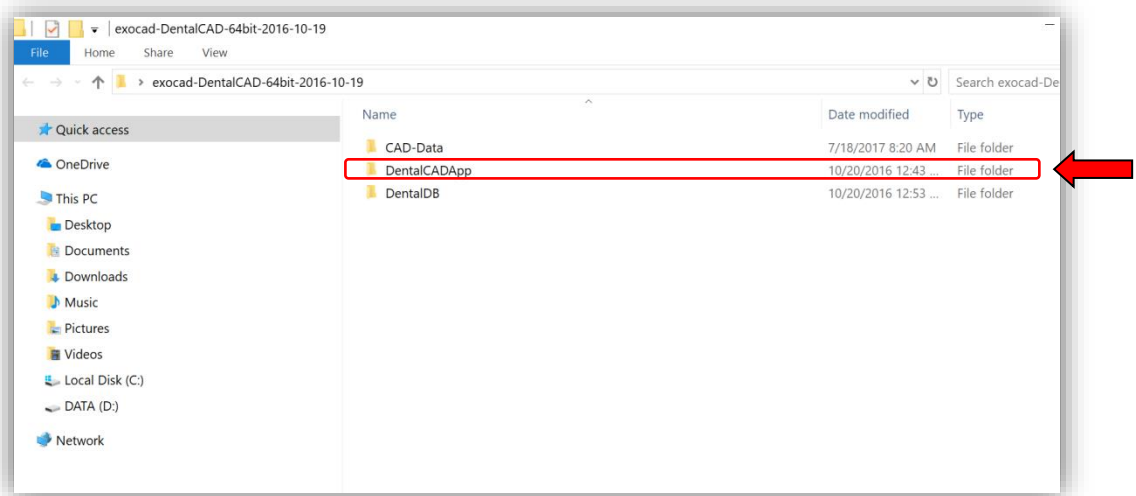 exocad-DentalCAD-64bit-2016-10-19
File Home Share View
exocad-DentalCAD-64bit-2016-10-19 Search exocad-De
Name Date modified Type
Quick access
CAD-Data 7/18/2017 8:20 AM File folder
OneDrive
DentalCADApp 10/20/2016 12:43 ... File folder
This PC
DentalDB 10/20/2016 12:53 ... File folder
Desktop
Documents
Downloads
Music
Pictures
Videos
Local Disk (C:)
DATA (D:)
Network